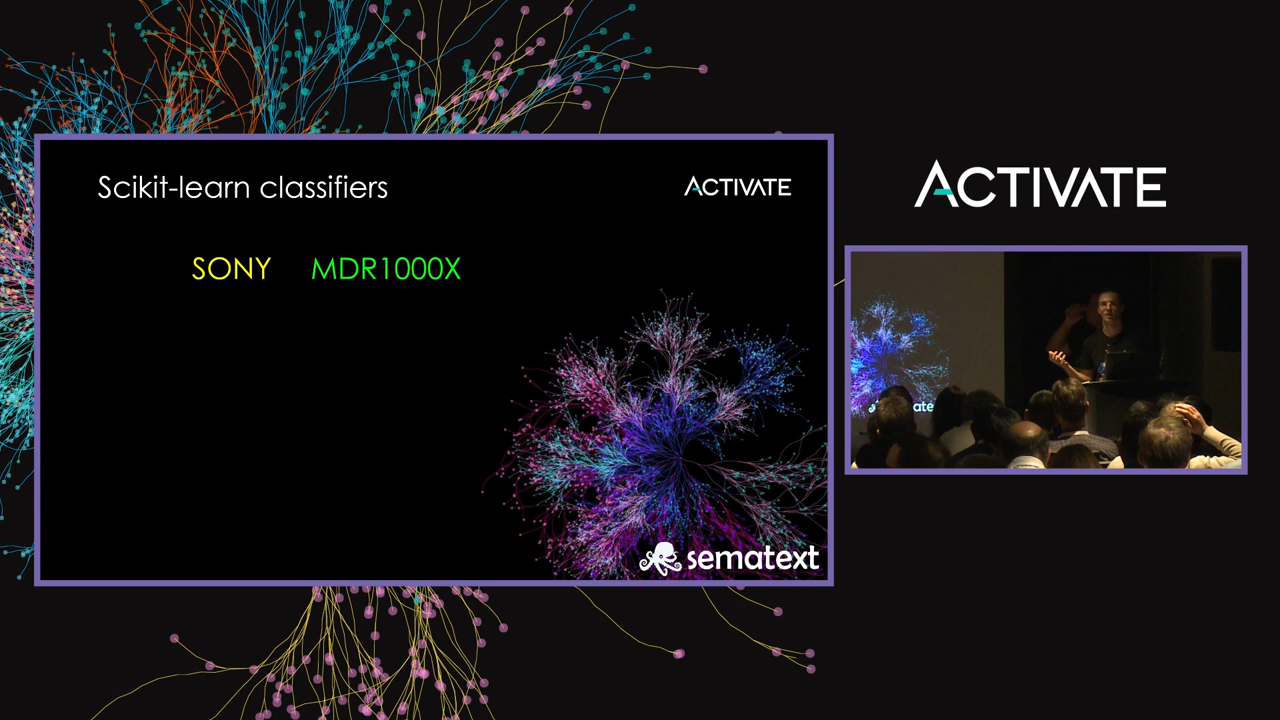 Scikit-learn classifiers
ACTIVATE
SONY MDR1000X
sematext
ACTIVATE